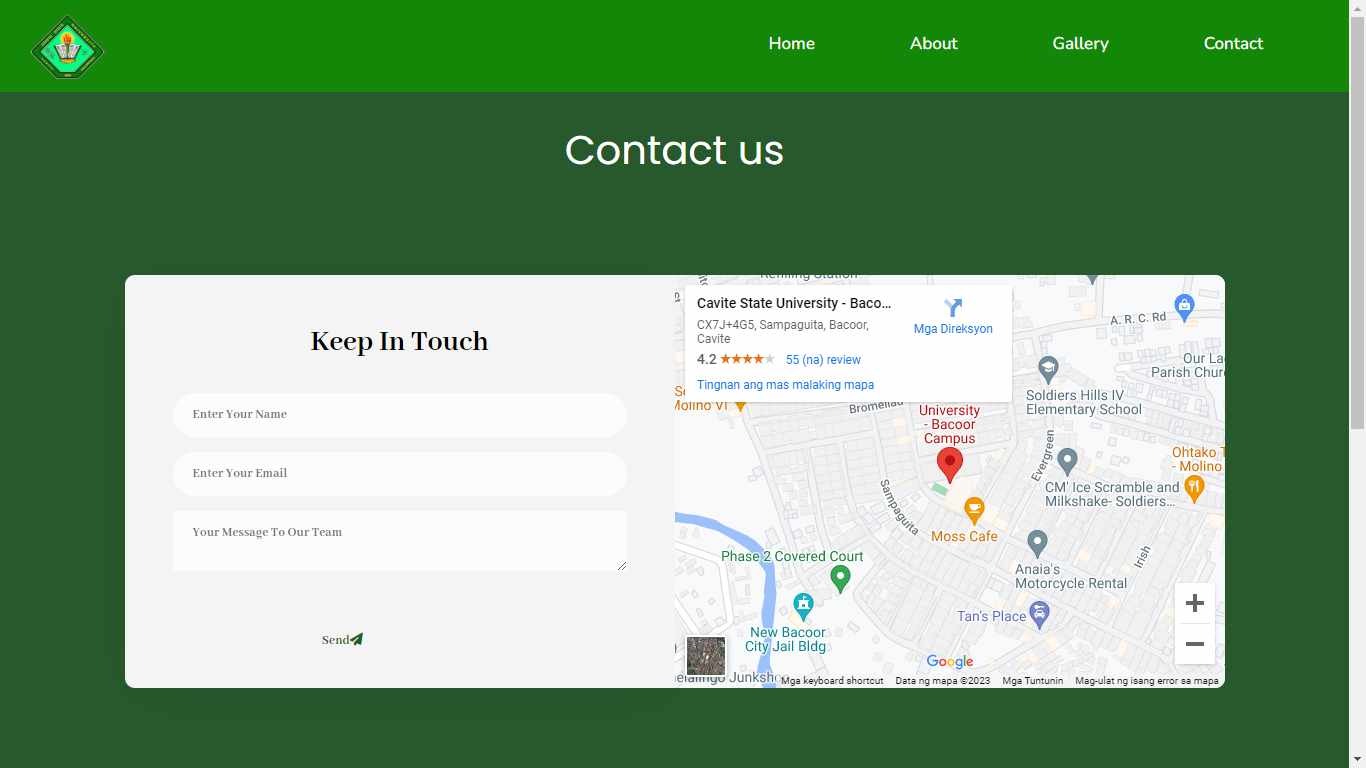 Home
About
Gallery
Contact
Contact us
Keep In Touch
Enter Your Name
Enter Your Email
Your Message To Our Team
Send
Refilling Station
Cavite State University - Baco...
CX7J+4G5, Sampaguita, Bacoor,
Cavite
4.2
55 (na) review
Tingnan ang mas malaking mapa
Mga Direksyon
A. R. C. Rd
Our La
Parish Churc
Soldiers Hills IV
Elementary School
Molino VI
Bromeliad
University
- Bacoor
Campus
Evergreen
Ohtako T
- Molino
CM' Ice Scramble and
Milkshake- Soldiers...
Sampaguita
Moss Cafe
Phase 2 Covered Court
Anaia's
Motorcycle Rental
Irish
Tan's Place
New Bacoor
City Jail Bldg
Google
Mga keyboard shortcut
Data ng mapa ©2023
Mga Tuntunin
Mag-ulat ng isang error sa mapa